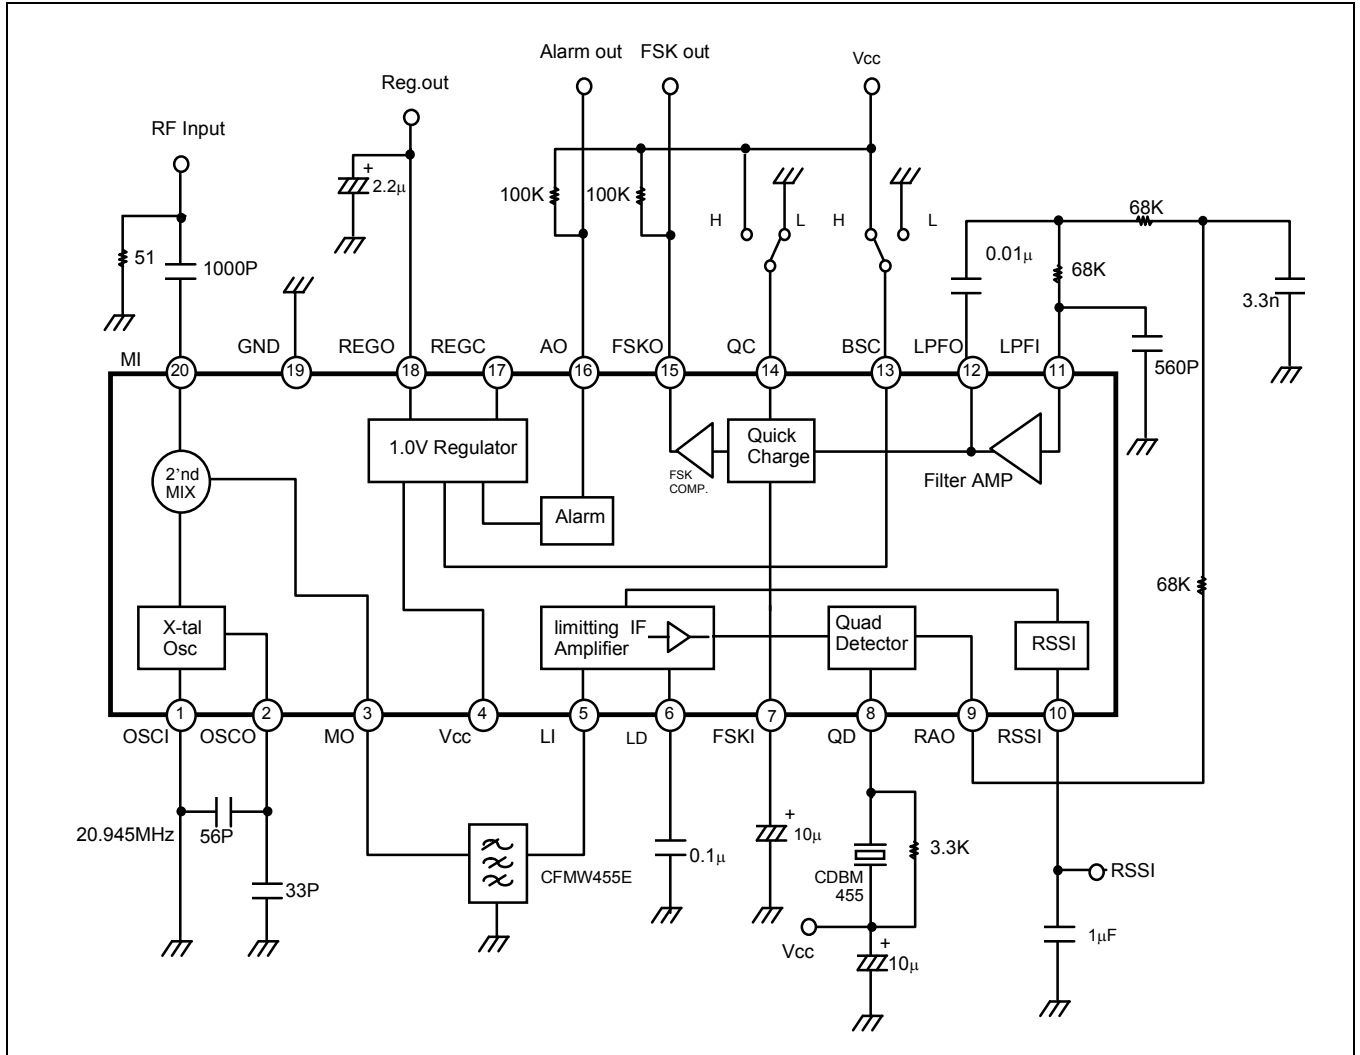 Alarm out
FSK out
Vcc
Reg.out
RF Input
+
2.2μ
100K
100K
H
L
H
L
68K
51
1000P
0.01μ
68K
3.3n
MI
GND
REGO
REGC
AO
FSKO
QC
BSC
LPFO
LPFI
560P
20
19
18
17
16
15
14
13
12
11
1.0V Regulator
Quick
Charge
FSK
COMP.
Filter AMP
2'nd
MIX
Alarm
68K
X-tal
Osc
limitting IF
Amplifier
Quad
Detector
RSSI
1
2
3
4
5
6
7
8
9
10
OSCI
OSCO
MO
Vcc
LI
LD
FSKI
QD
RAO
RSSI
20.945MHz
56P
33P
CFMW455E
0.1μ
+
10μ
CDBM
455
3.3K
RSSI
Vcc
+
10μ
1μF